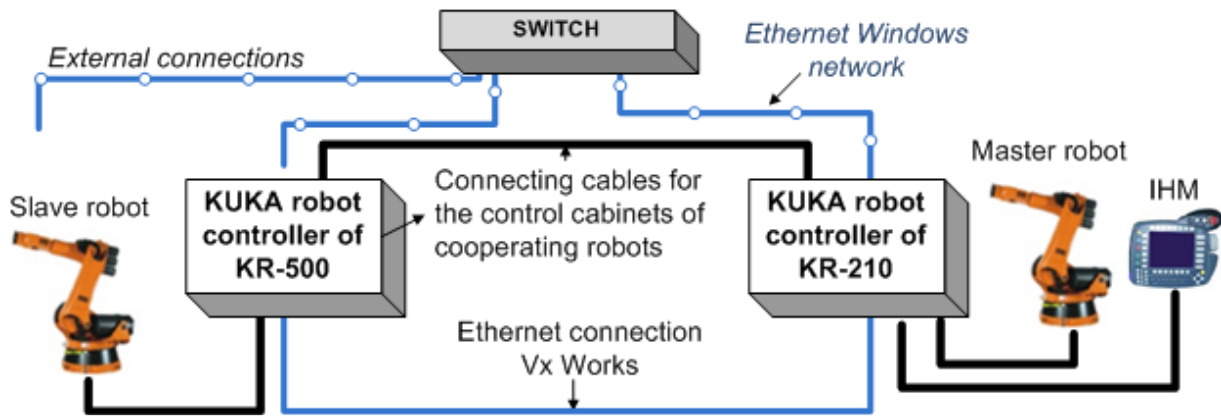 SWITCH
External connections
Ethernet Windows
network
Slave robot
KUKA robot
controller of
KR-500
Connecting cables for
the control cabinets of
cooperating robots
KUKA robot
controller of
KR-210
Master robot
IHM
Ethernet connection
Vx Works